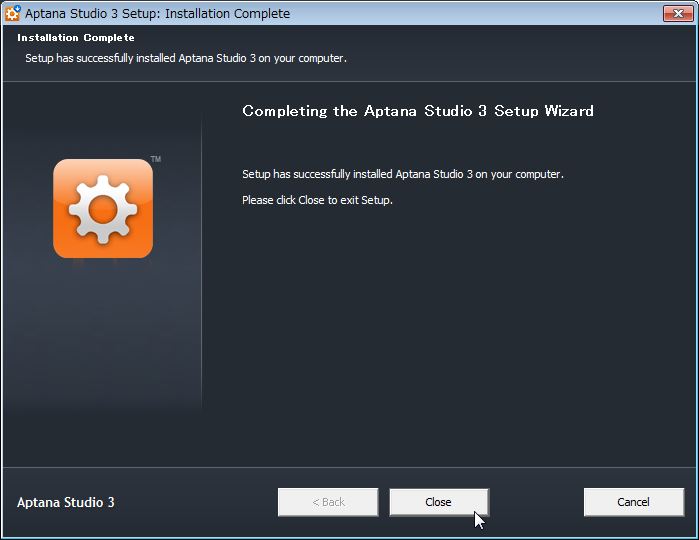 Aptana Studio 3 Setup: Installation Complete
Installation Complete
Setup has successfully installed Aptana Studio 3 on your computer.
Completing the Aptana Studio 3 Setup Wizard
TM
Setup has successfully installed Aptana Studio 3 on your computer.
Please click Close to exit Setup.
Aptana Studio 3
< Back
Close
Cancel